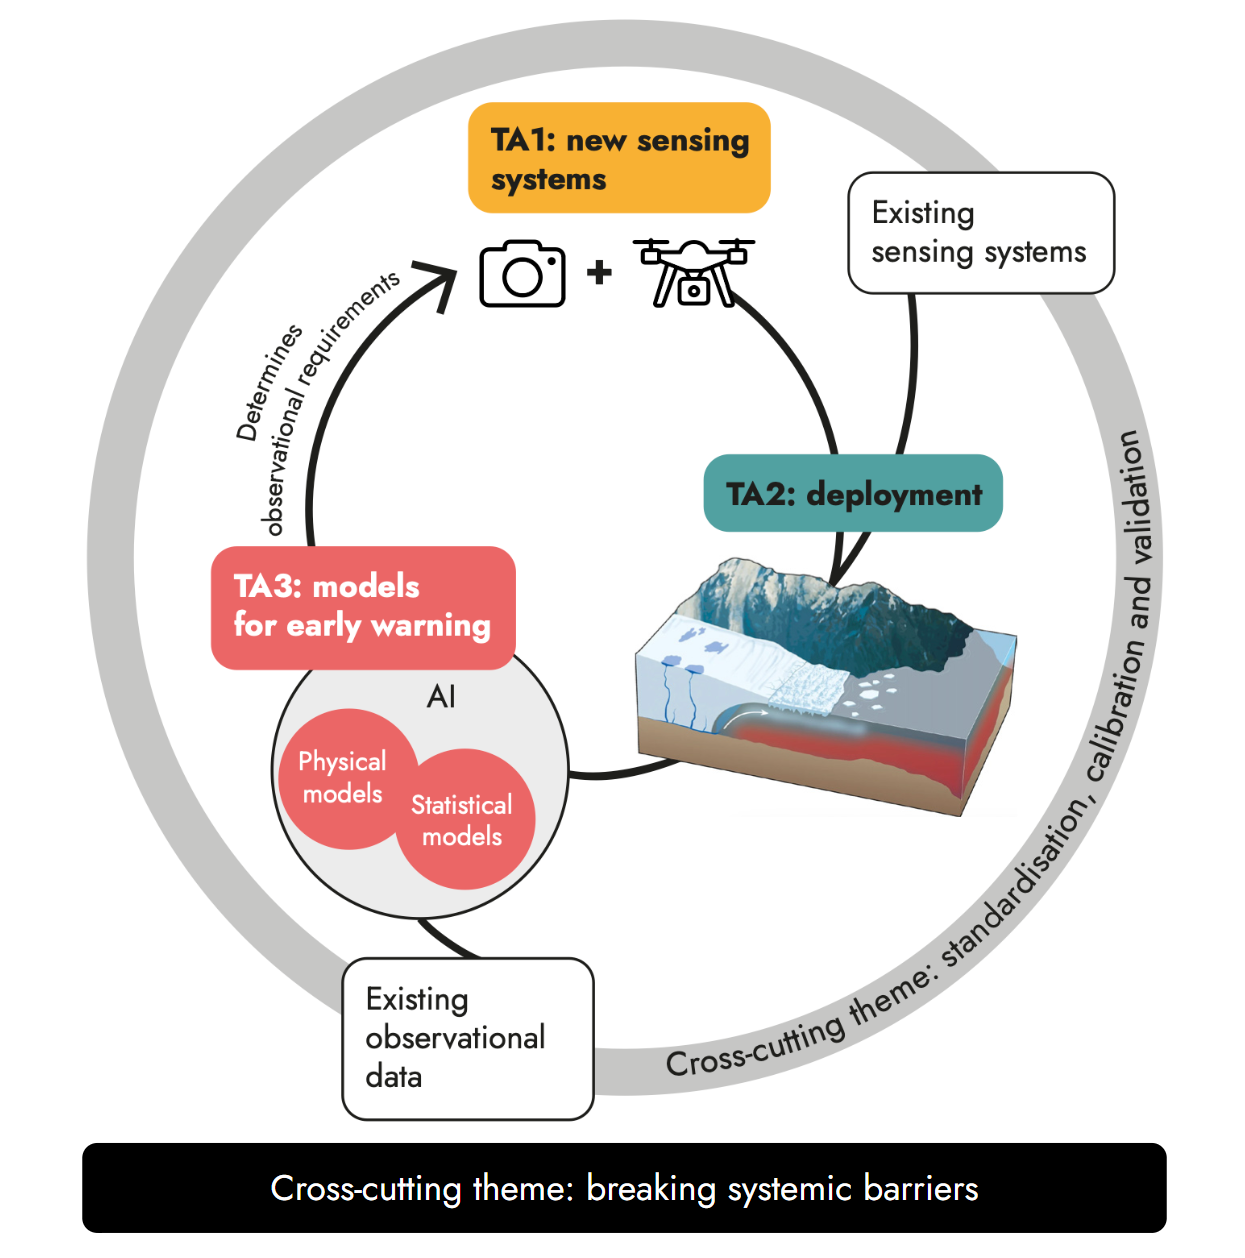 TA1: new sensing
systems
Existing
sensing systems
Determines
observational requirements
TA2: deployment
TA3: models
for early warning
AI
Physical
models
Statistical
models
Existing
observational
data
Cross-cutting theme: standardisation, calibration and validation
Cross-cutting theme: breaking systemic barriers